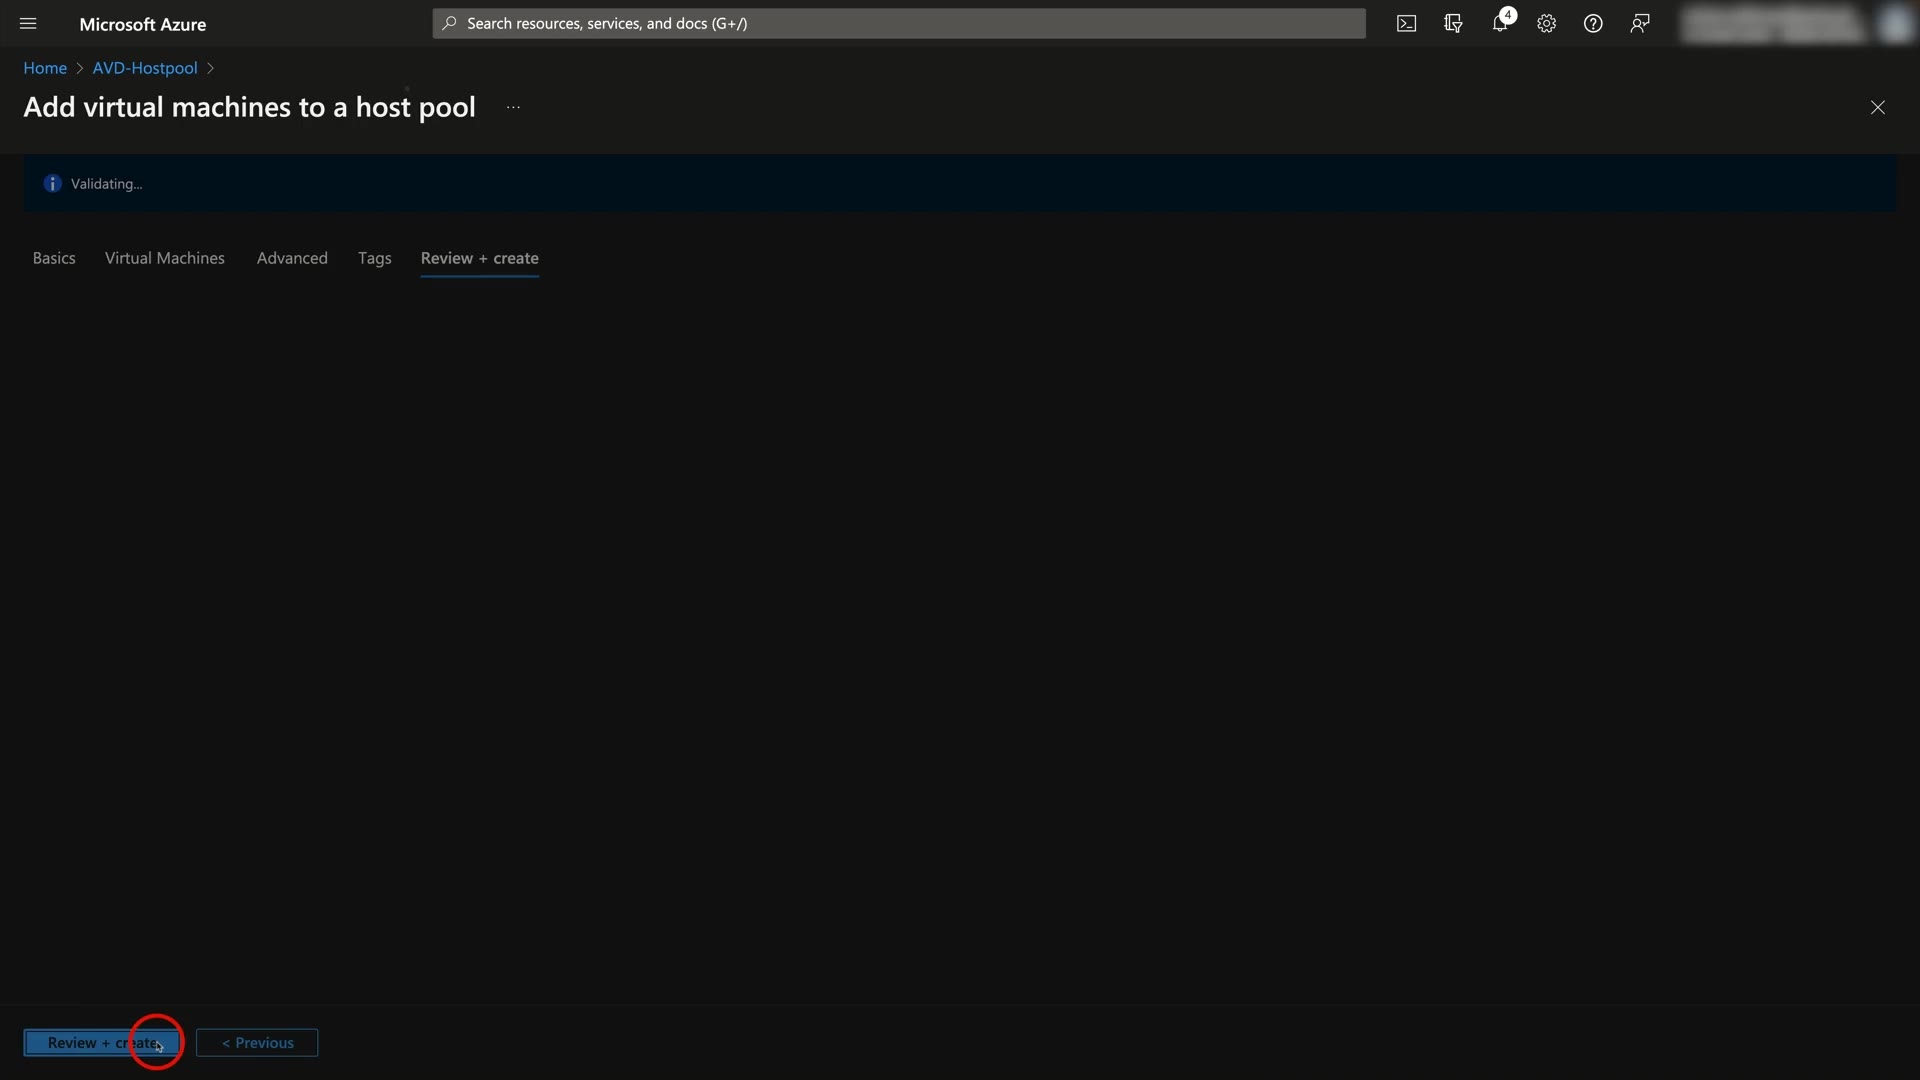 Microsoft Azure
Search resources, services, and docs (G+/)
4
Home > AVD-Hostpool >
Add virtual machines to a host pool ...
Validating...
Basics Virtual Machines Advanced Tags Review + create
Review + create < Previous